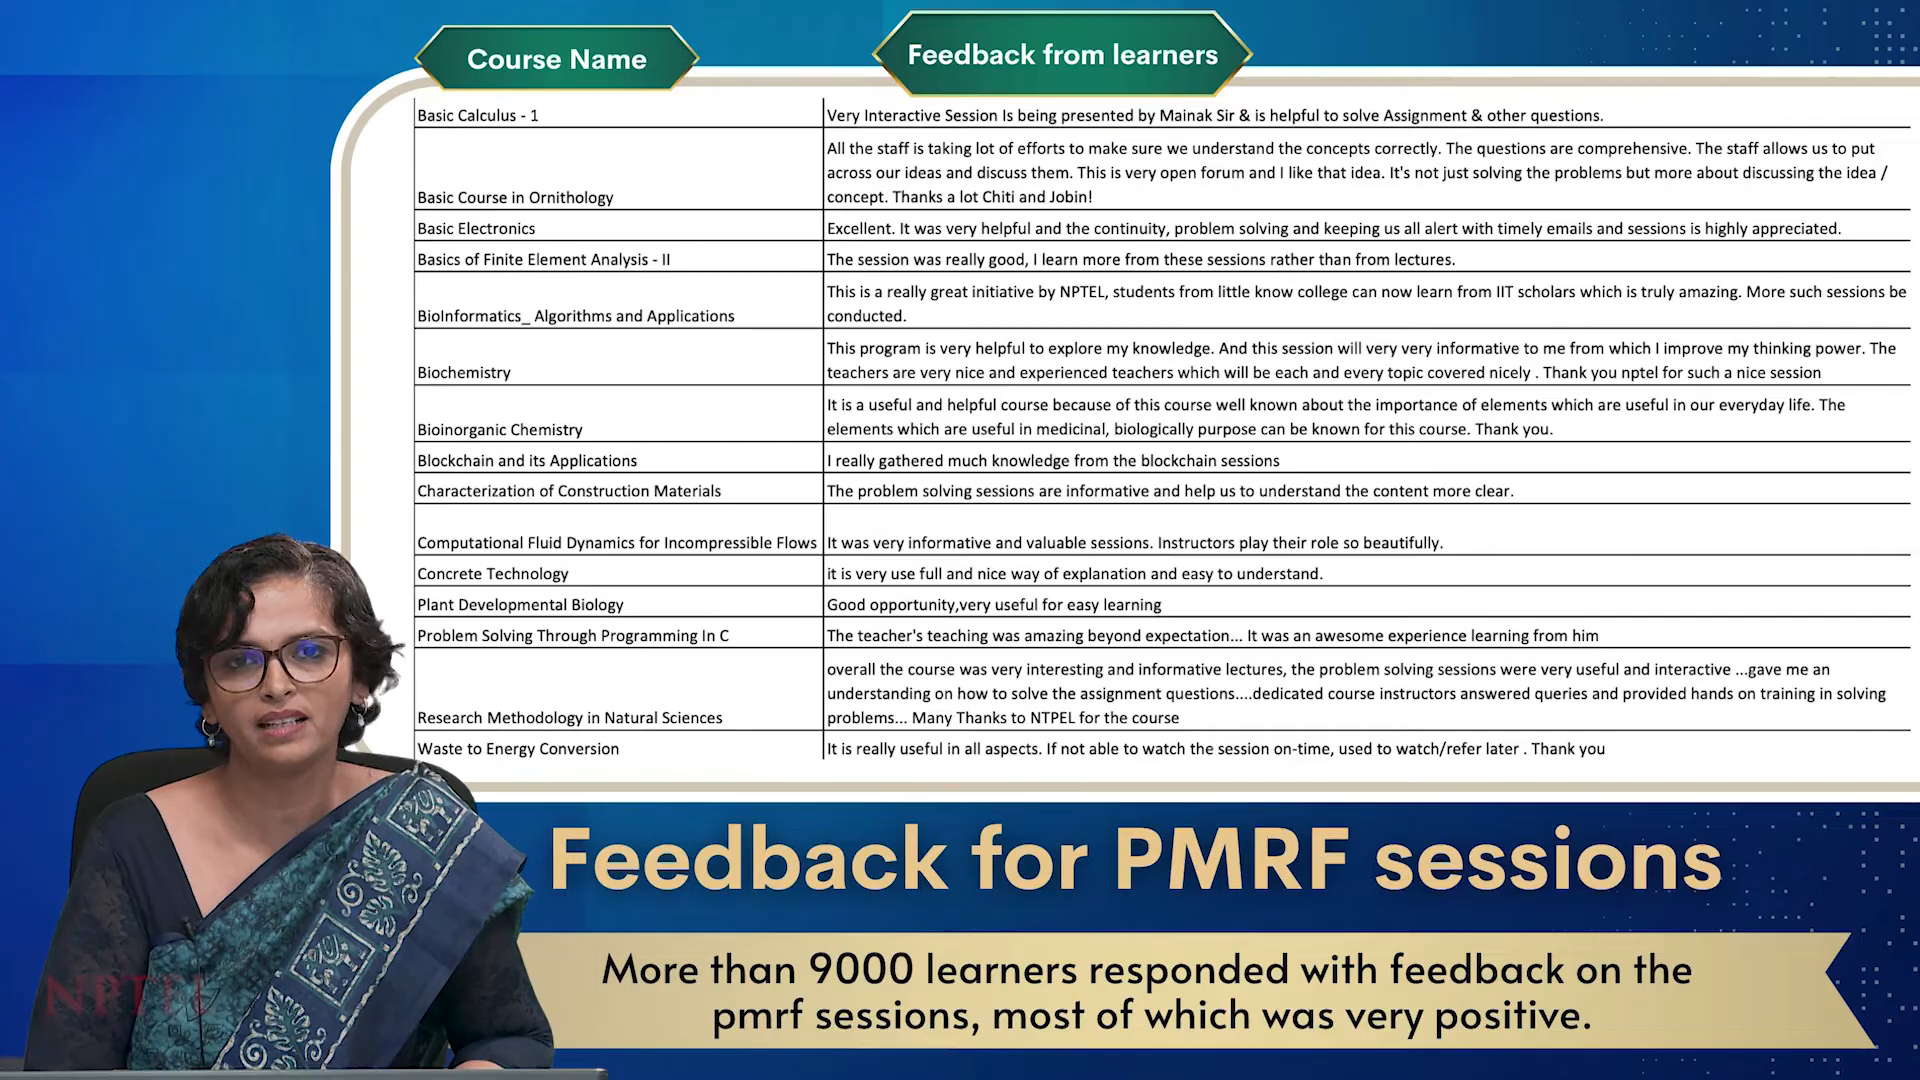 Course Name
Feedback from learners
Basic Calculus - 1
Very Interactive Session Is being presented by Mainak Sir & is helpful to solve Assignment & other questions.
Basic Course in Ornithology
All the staff is taking lot of efforts to make sure we understand the concepts correctly. The questions are comprehensive. The staff allows us to put
across our ideas and discuss them. This is very open forum and I like that idea. It's not just solving the problems but more about discussing the idea /
concept. Thanks a lot Chiti and Jobin!
Basic Electronics
Excellent. It was very helpful and the continuity, problem solving and keeping us all alert with timely emails and sessions is highly appreciated.
Basics of Finite Element Analysis - II
The session was really good, I learn more from these sessions rather than from lectures.
BioInformatics_ Algorithms and Applications
This is a really great initiative by NPTEL, students from little know college can now learn from IIT scholars which is truly amazing. More such sessions be
conducted.
Biochemistry
This program is very helpful to explore my knowledge. And this session will very very informative to me from which I improve my thinking power. The
teachers are very nice and experienced teachers which will be each and every topic covered nicely . Thank you nptel for such a nice session
Bioinorganic Chemistry
It is a useful and helpful course because of this course well known about the importance of elements which are useful in our everyday life. The
elements which are useful in medicinal, biologically purpose can be known for this course. Thank you.
Blockchain and its Applications
I really gathered much knowledge from the blockchain sessions
Characterization of Construction Materials
The problem solving sessions are informative and help us to understand the content more clear.
Computational Fluid Dynamics for Incompressible Flows
It was very informative and valuable sessions. Instructors play their role so beautifully.
Concrete Technology
it is very use full and nice way of explanation and easy to understand.
Plant Developmental Biology
Good opportunity,very useful for easy learning
Problem Solving Through Programming In C
The teacher's teaching was amazing beyond expectation... It was an awesome experience learning from him
Research Methodology in Natural Sciences
overall the course was very interesting and informative lectures, the problem solving sessions were very useful and interactive ...gave me an
understanding on how to solve the assignment questions....dedicated course instructors answered queries and provided hands on training in solving
problems... Many Thanks to NTPEL for the course
Waste to Energy Conversion
It is really useful in all aspects. If not able to watch the session on-time, used to watch/refer later . Thank you
Feedback for PMRF sessions
More than 9000 learners responded with feedback on the
pmrf sessions, most of which was very positive.
NPTEL